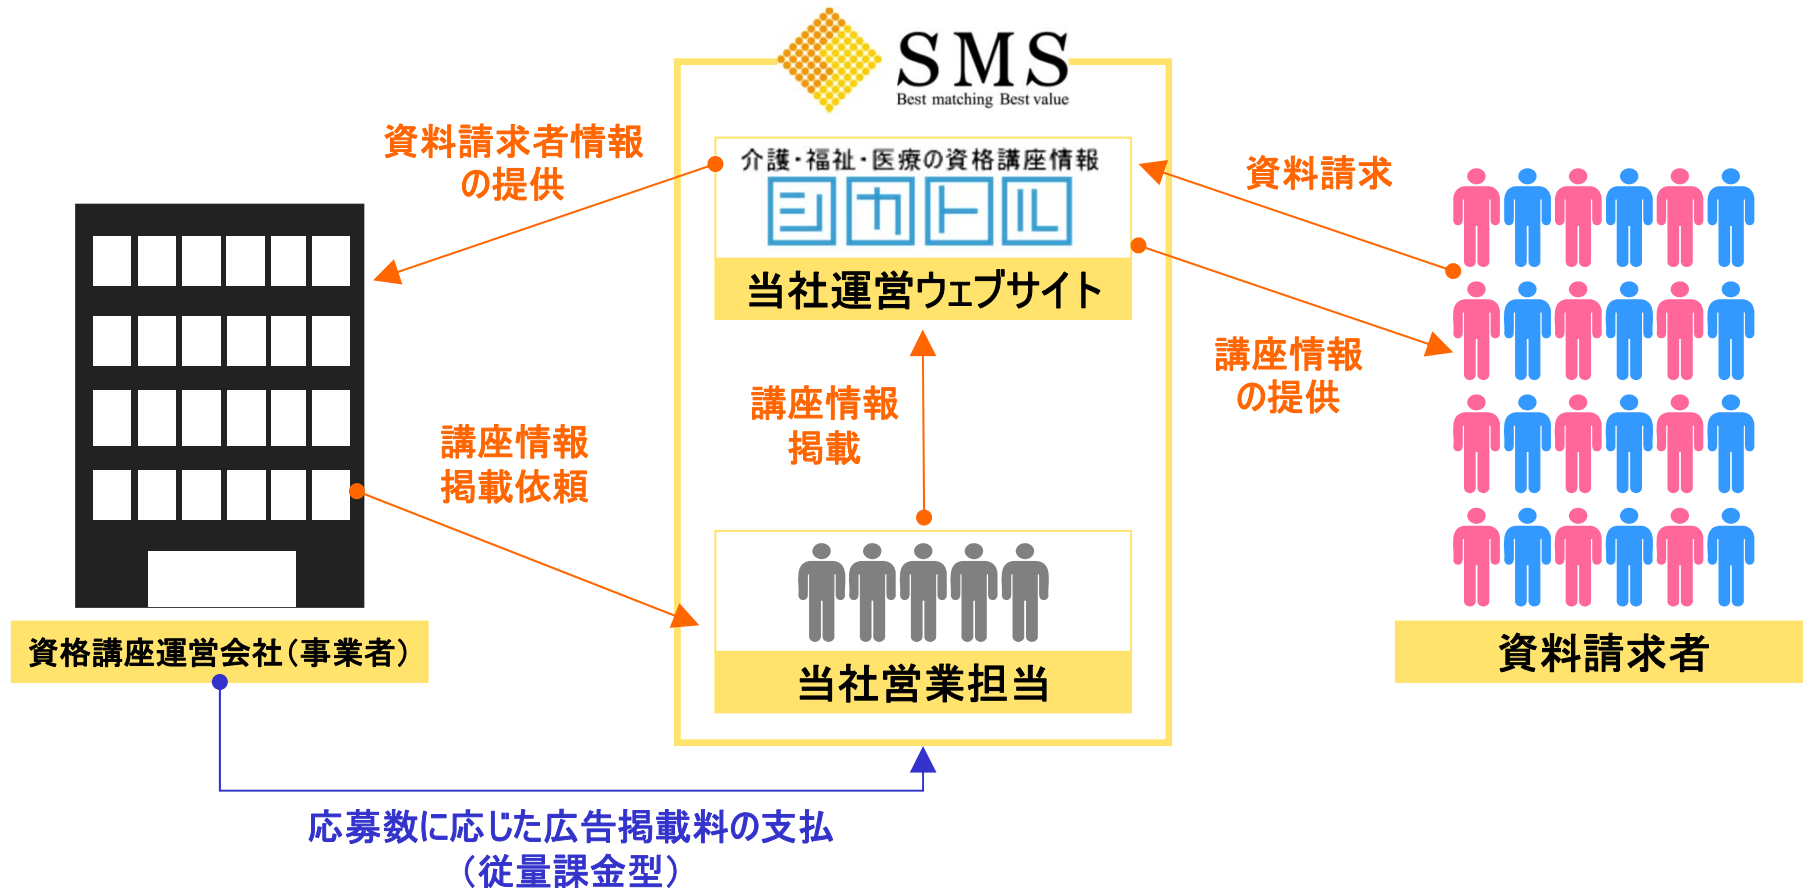 SMS
Best matching Best value
資料請求者情報
の提供
介護・福祉・医療の資格講座情報
シカトル
当社運営ウェブサイト
資料請求
講座情報
の提供
講座情報
掲載
講座情報
掲載依頼
当社営業担当
資格講座運営会社（事業者）
資料請求者
応募数に応じた広告掲載料の支払
（従量課金型）